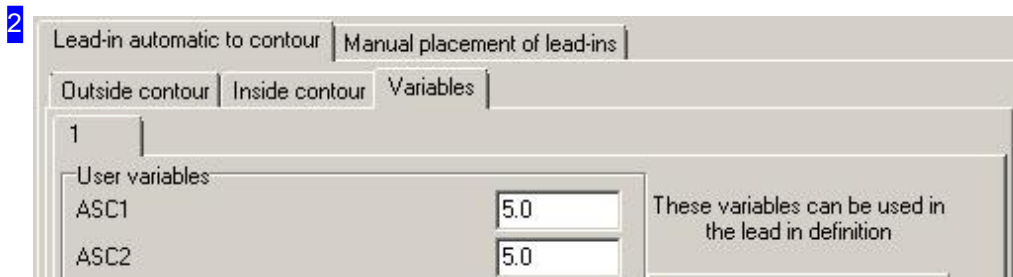 2
Lead-in automatic to contour Manual placement of lead-ins
Outside contour Inside contour Variables
1
User variables
ASC1 5.0 These variables can be used in
the lead in definition
ASC2 5.0